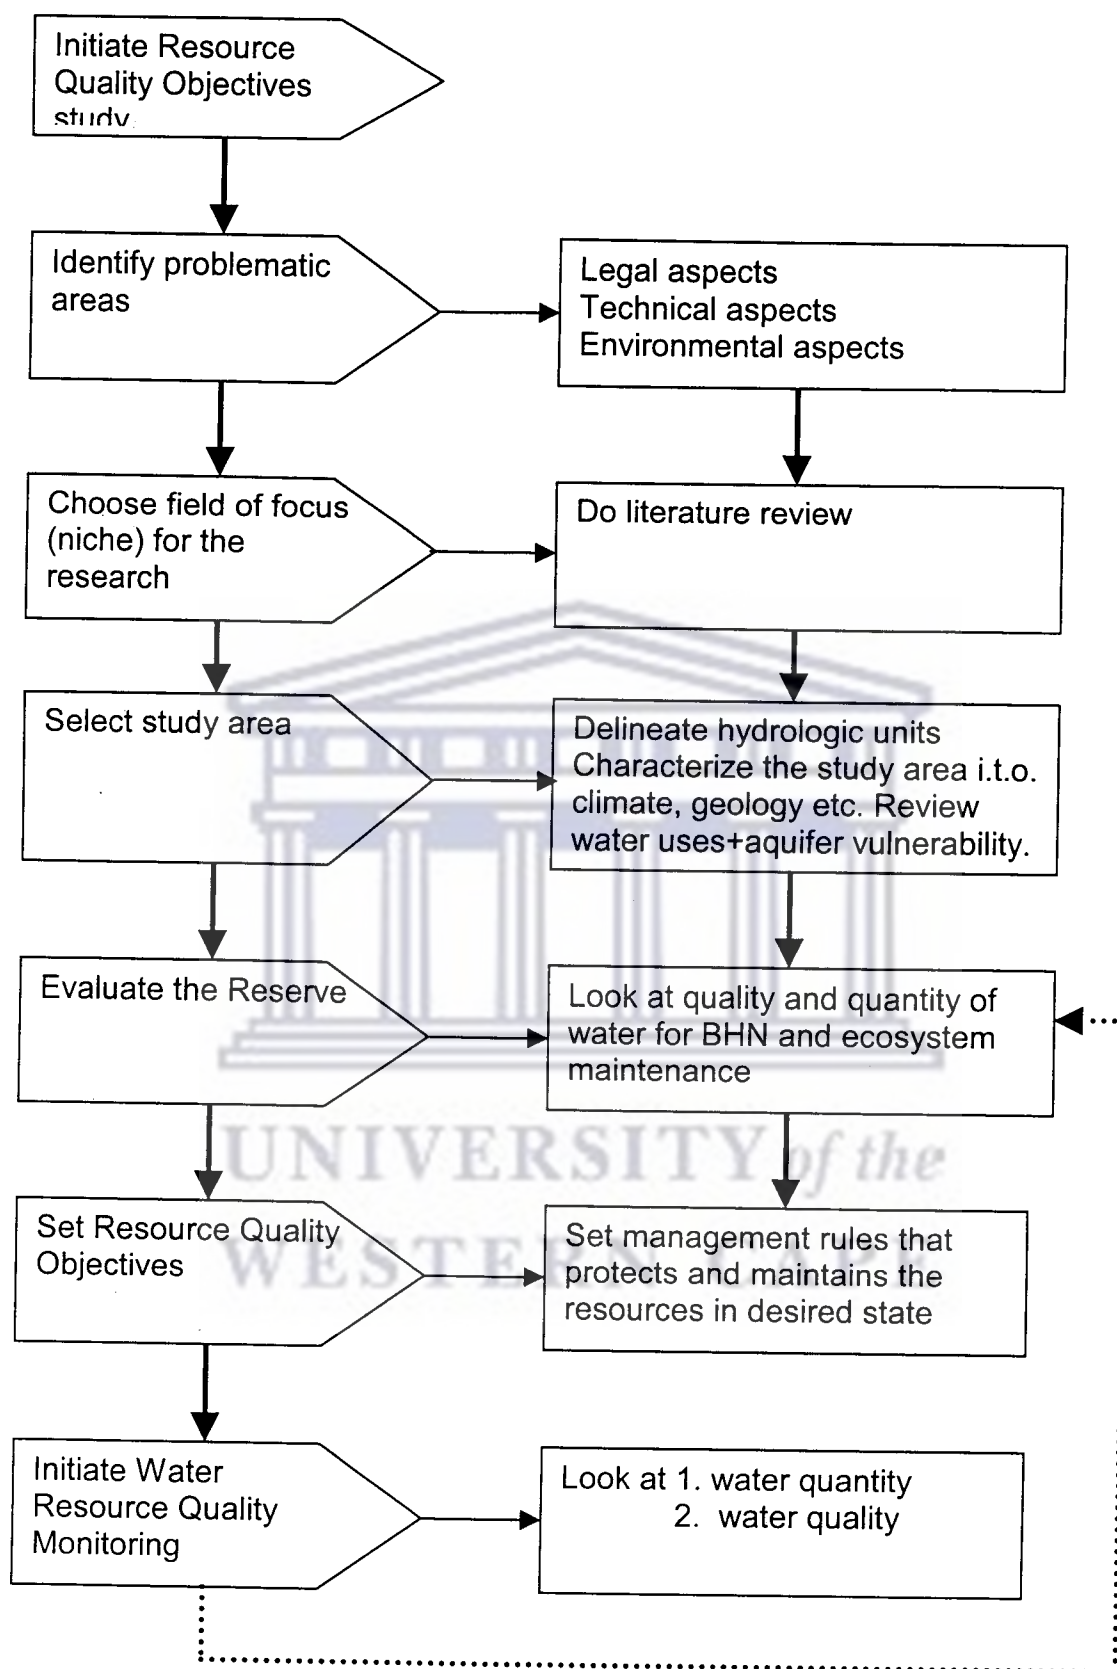 Initiate Resource
Quality Objectives
study.
Identify problematic
areas
Legal aspects
Technical aspects
Environmental aspects
Choose field of focus
(niche) for the
research
Do literature review
Select study area
Delineate hydrologic units
Characterize the study area i.t.o.
climate, geology etc. Review
water uses+aquifer vulnerability.
Evaluate the Reserve
Look at quality and quantity of
water for BHN and ecosystem
maintenance
UNIVERSITY of the
WESTERN CAPE
Set Resource Quality
Objectives
Set management rules that
protects and maintains the
resources in desired state
Initiate Water
Resource Quality
Monitoring
Look at 1. water quantity
2. water quality